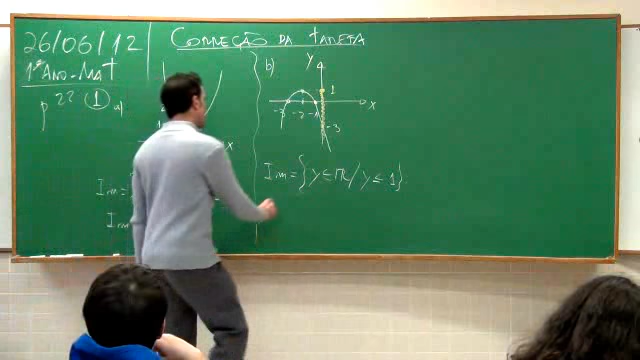 26/06/12
CORREÇÃO DA TAREFA
1º ANO - MAT
1 a)
x
Im =
Im
b)
y
1
x
-3 -2 -1
-3
Im = { y ∈ IR / y ≤ 1 }